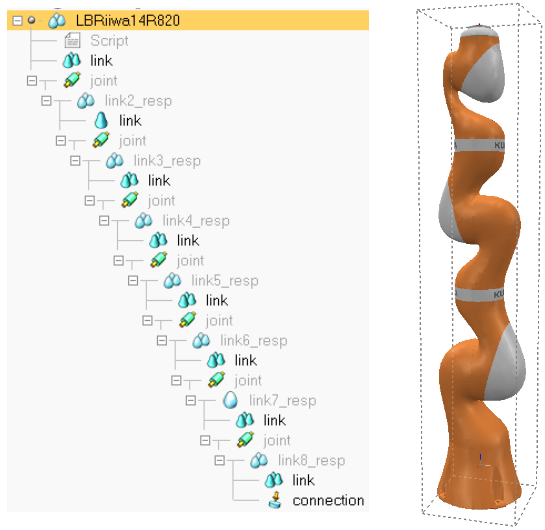 LBRiiwa14R820
Script
link
joint
link2_resp
link
joint
link3_resp
link
joint
link4_resp
link
joint
link5_resp
link
joint
link6_resp
link
joint
link7_resp
link
joint
link8_resp
link
connection
A KU
KU